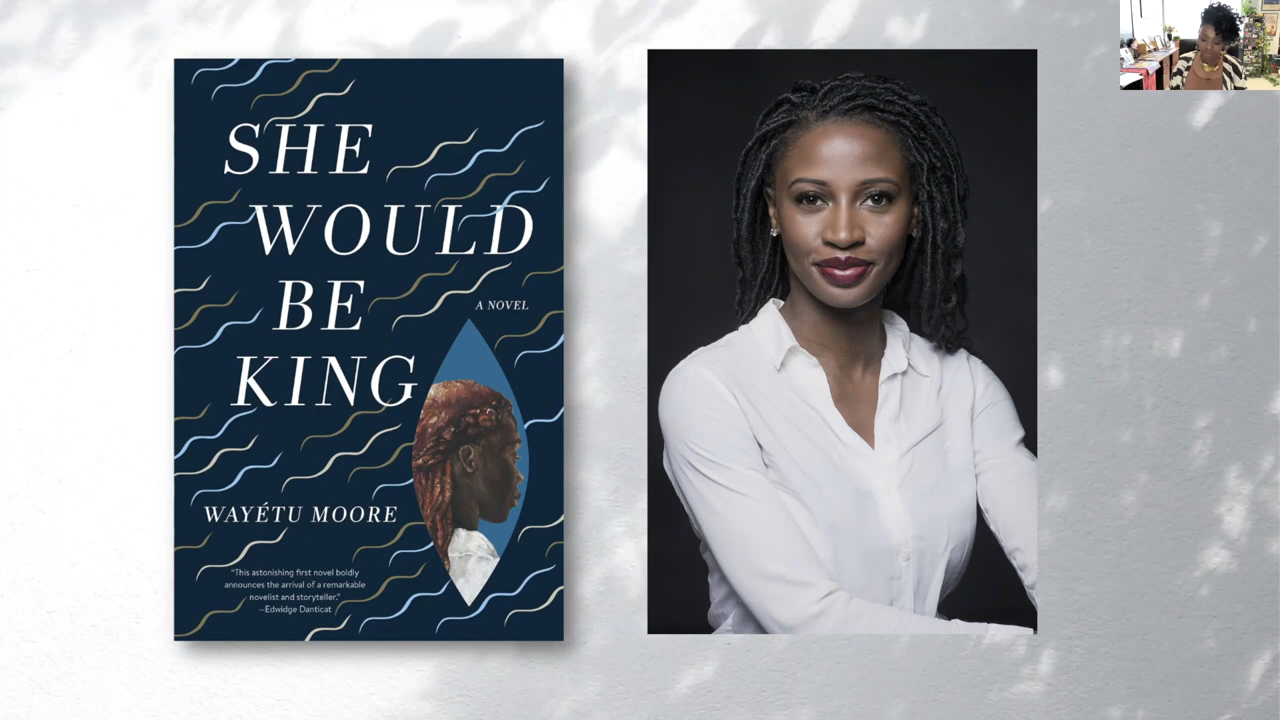 SHE
WOULD
BE
KING
A NOVEL
WAYÉTU MOORE
“This astonishing first novel boldly
announces the arrival of a remarkable
novelist and storyteller.”
—Edwidge Danticat